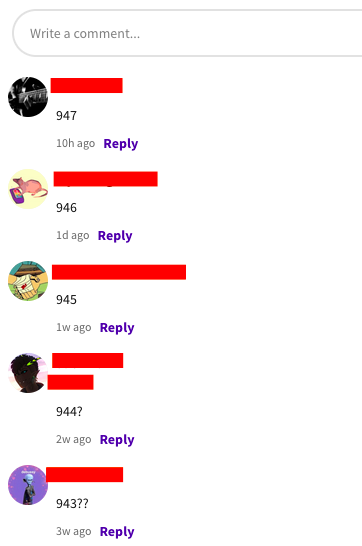 Write a comment...
947
10h ago Reply
946
1d ago Reply
945
1w ago Reply
944?
2w ago Reply
943??
3w ago Reply